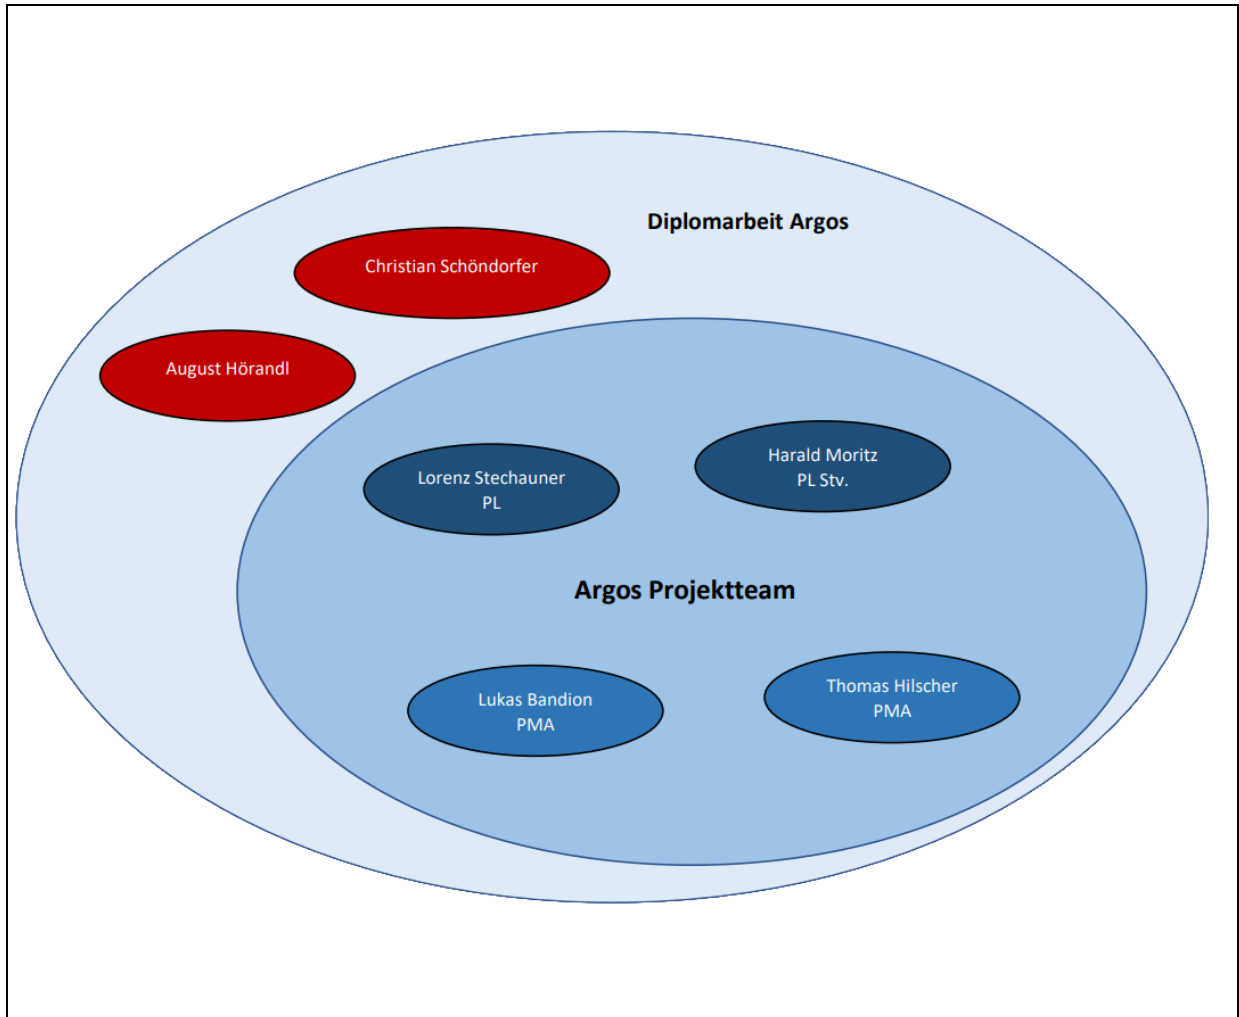 Diplomarbeit Argos
Christian Schöndorfer
August Hörandl
Lorenz Stechauner
PL
Harald Moritz
PL Stv.
Argos Projektteam
Lukas Bandion
PMA
Thomas Hilscher
PMA